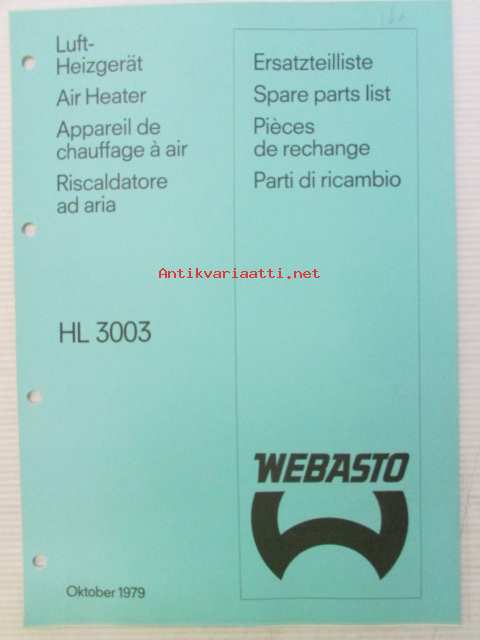 Luft-
Heizgerät
Air Heater
Appareil de
chauffage à air
Riscaldatore
ad aria
Ersatzteilliste
Spare parts list
Pièces
de rechange
Parti di ricambio
Antikvariaatti.net
HL 3003
WEBASTO
Oktober 1979